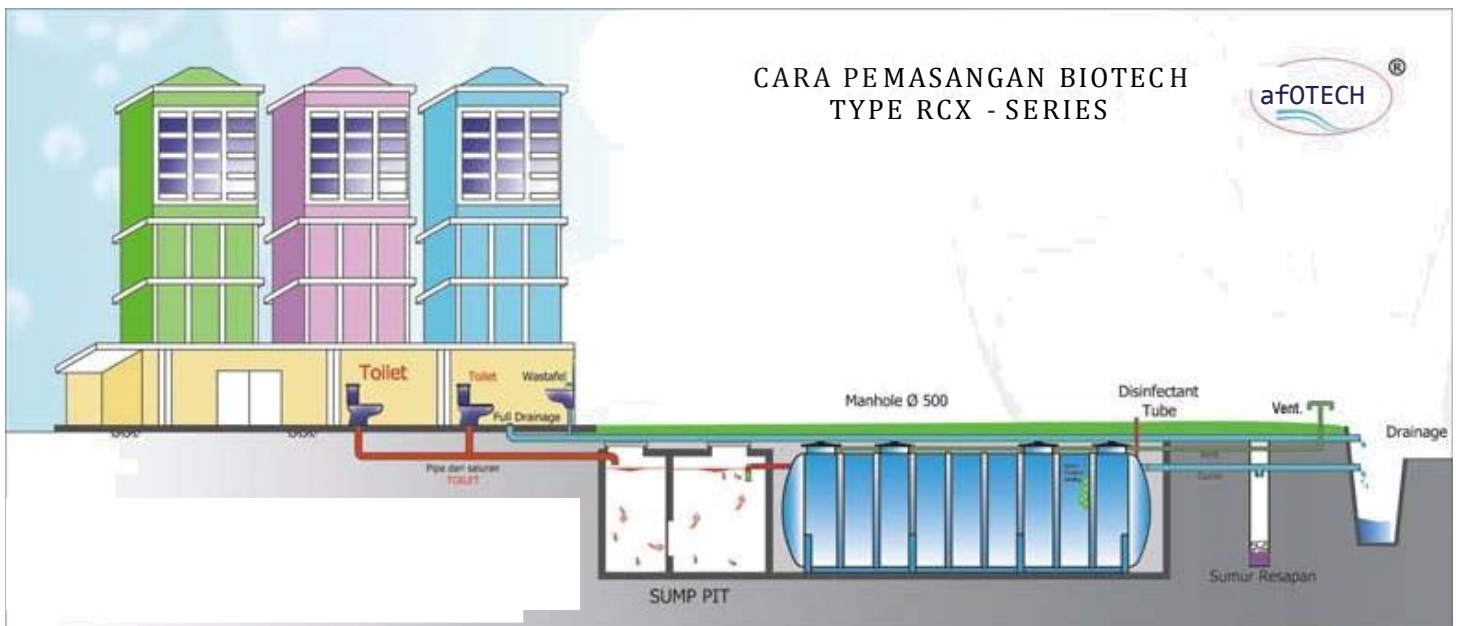 CARA PEMASANGAN BIOTECH
TYPE RCX - SERIES
afOTECH
®
Toilet
Toilet
Wastafel
Full Drainage
Pipa dari saluran
TOILET
Manhole Ø 500
Disinfectant
Tube
Vent.
Drainage
SUMP PIT
Sumur Resapan